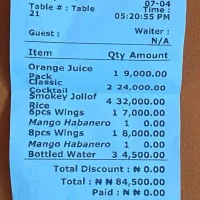 07-04
Table # : Table Time :
21 05:20:55 PM
Guest : Waiter :
N/A
Item Qty Amount
Orange Juice 1 9,000.00
Pack
Classic 2 24,000.00
Cocktail
Smokey Jollof 4 32,000.00
Rice
6pcs Wings 1 7,000.00
Mango Habanero 1 0.00
8pcs Wings 1 8,000.00
Mango Habanero 1 0.00
Bottled Water 3 4,500.00
Total Discount : ₦ 0.00
Total : ₦ ₦ 84,500.00
Paid : ₦ 0.00